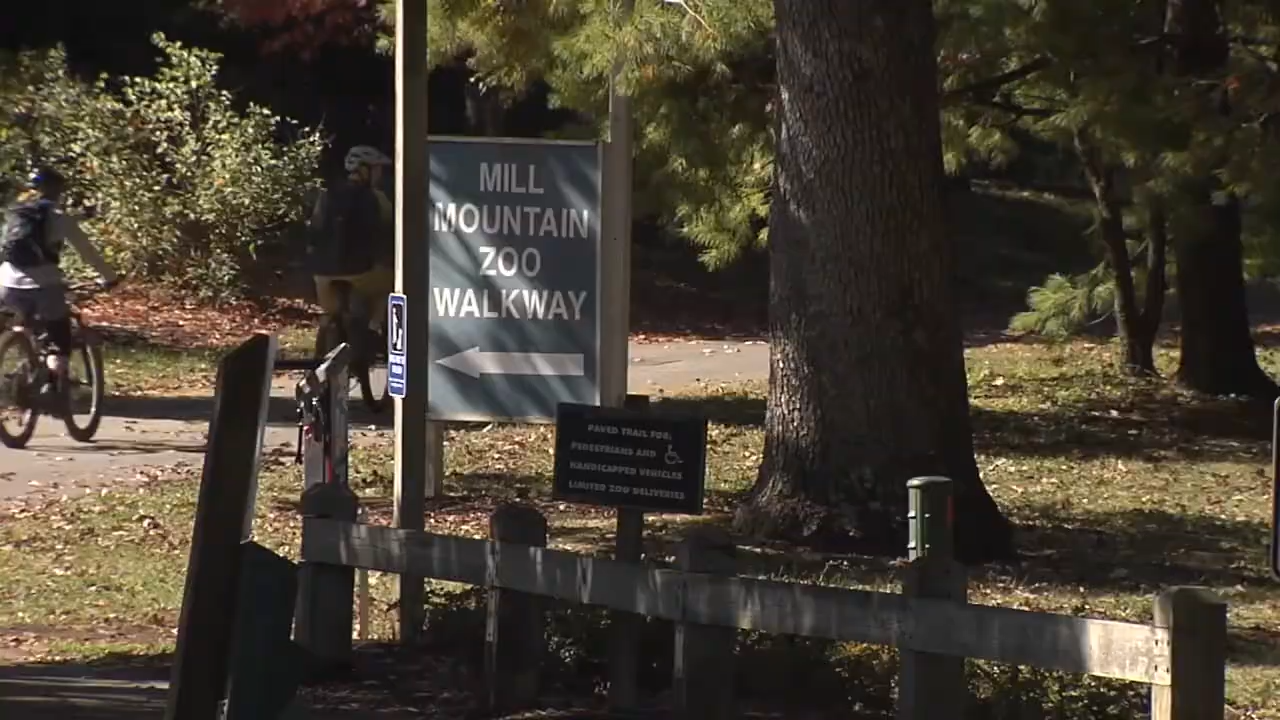 MILL
MOUNTAIN
ZOO
WALKWAY
PAVED TRAIL FOR:
PEDESTRIANS AND
HANDICAPPED VEHICLES
LIMITED ZOO DELIVERIES